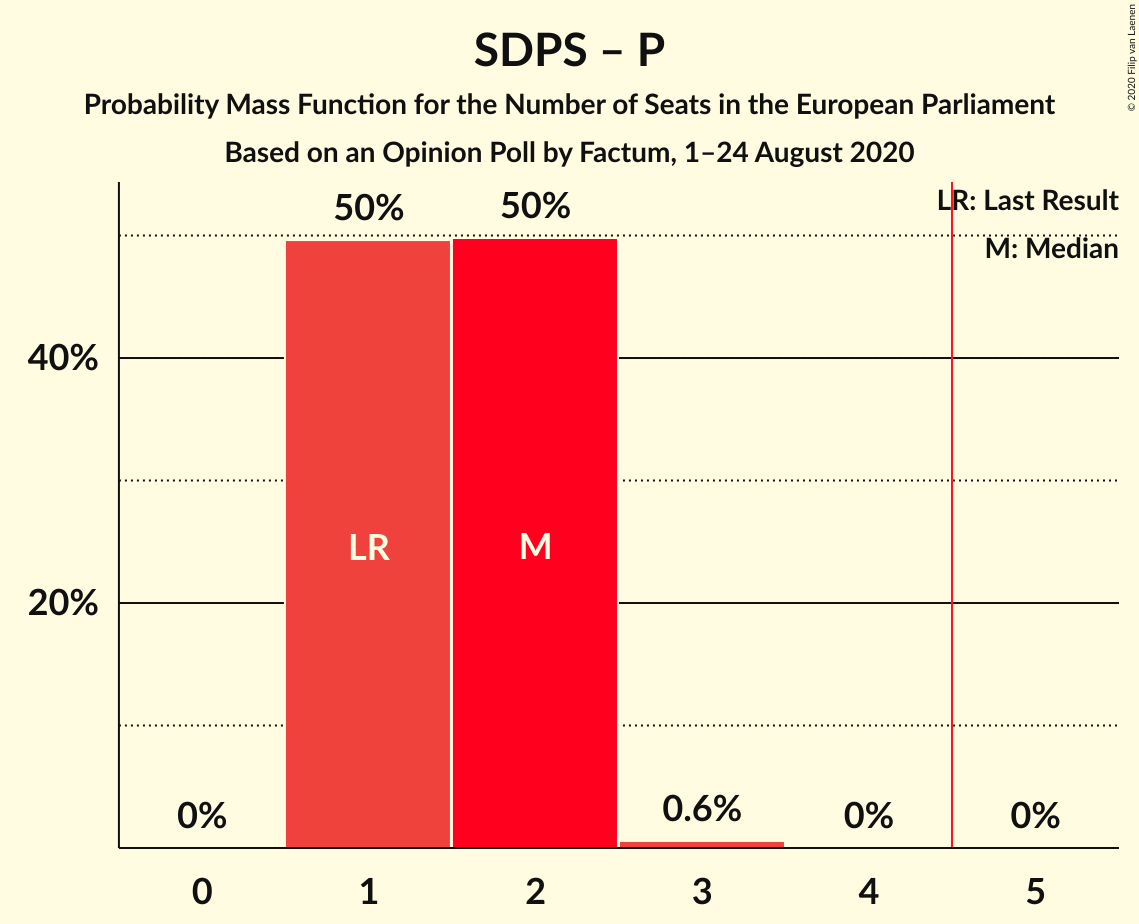 SDPS – P
Probability Mass Function for the Number of Seats in the European Parliament
Based on an Opinion Poll by Factum, 1–24 August 2020
© 2020 Filip van Laenen
LR: Last Result
M: Median
50%
50%
40%
20%
LR
M
0%
0.6%
0%
0%
0
1
2
3
4
5